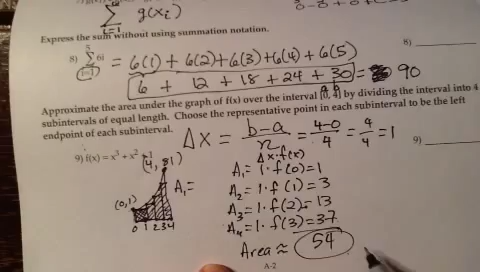 Σ g(xᵢ)
i=1
Express the sum without using summation notation.
8) Σ 6i = 6(1) + 6(2)+6(3)+6(4)+6(5)
5
i=1
8)
6 + 12 + 18 + 24 + 30 = 90
Approximate the area under the graph of f(x) over the interval [0, 4] by dividing the interval into 4
subintervals of equal length. Choose the representative point in each subinterval to be the left
endpoint of each subinterval.
Δx = b-a/n = 4-0/4 = 4/4 = 1
9)
9) f(x) = x³ + x² + 1
(4, 81)
Δx·f(x)
A₁=
A₁ = 1·f(0)=1
A₂ = 1·f(1)=3
(0,1)
A₃ = 1·f(2)=13
A₄ = 1·f(3)=37
0 1 2 3 4
Area ≈ 54
A-2